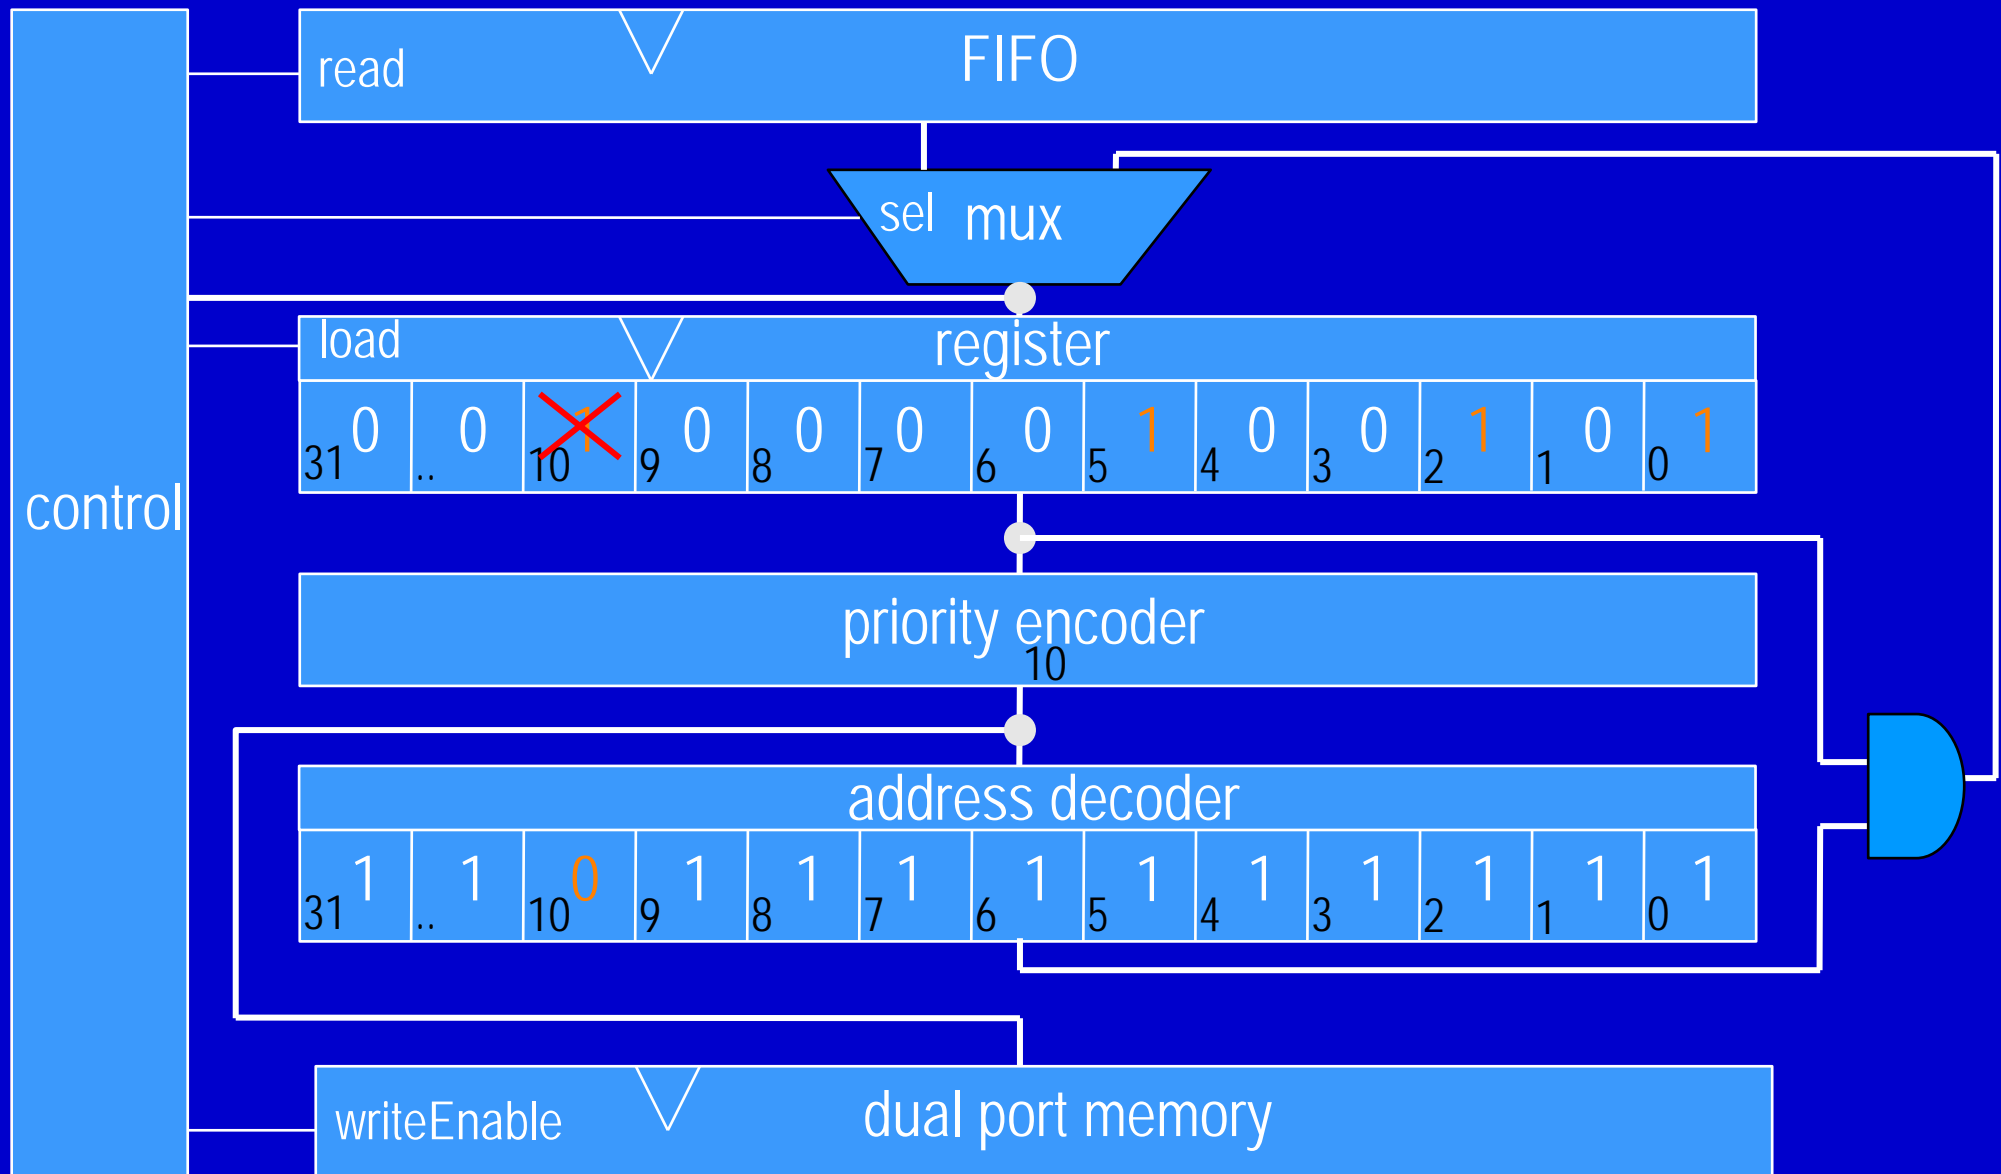 read FIFO
sel mux
load register
0 0 1 0 0 0 0 1 0 0 1 0 1
31 .. 10 9 8 7 6 5 4 3 2 1 0
control
priority encoder
10
address decoder
1 1 0 1 1 1 1 1 1 1 1 1 1
31 .. 10 9 8 7 6 5 4 3 2 1 0
writeEnable dual port memory